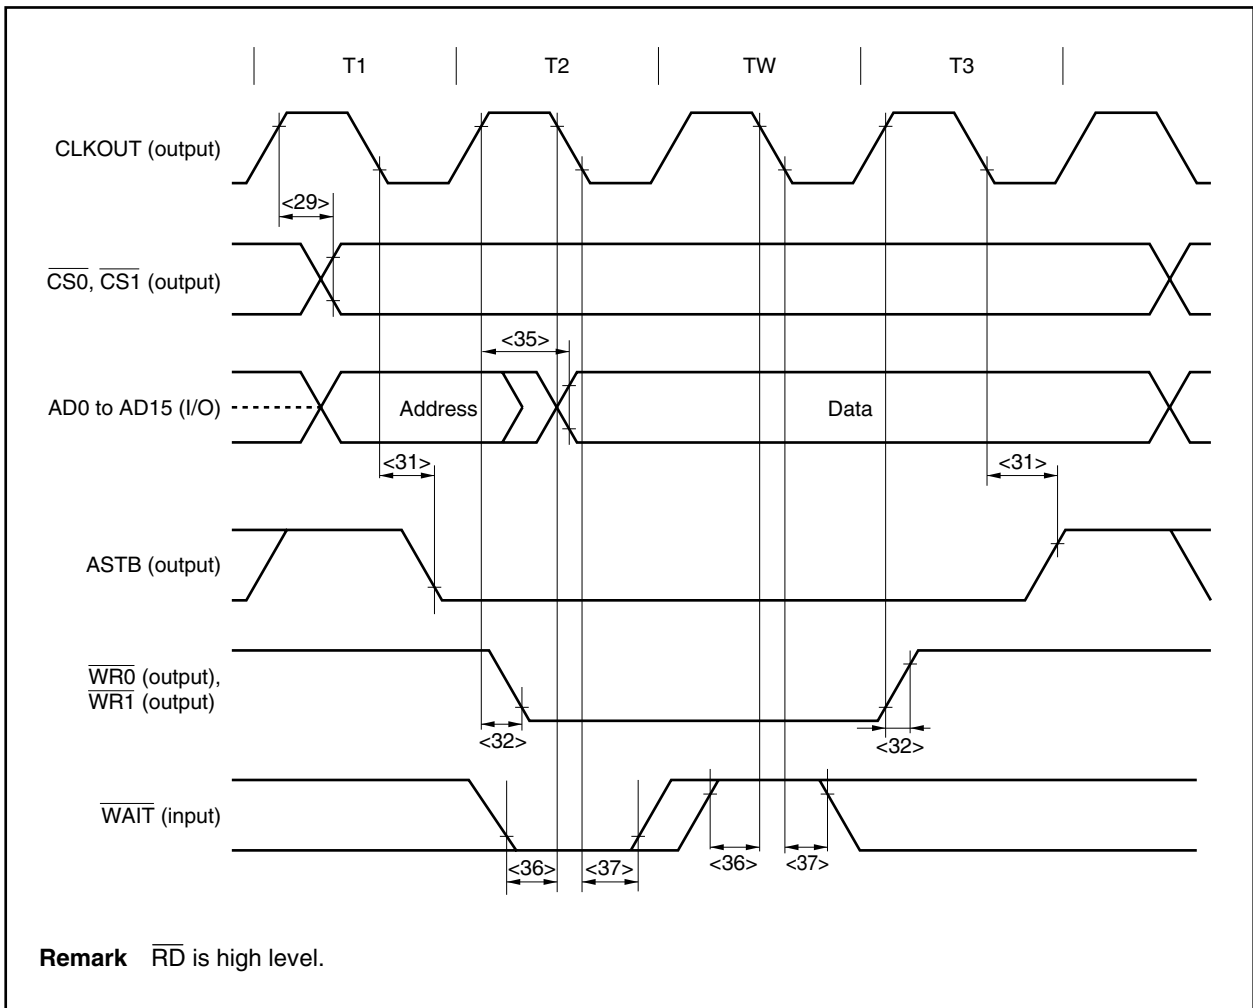 T1 T2 TW T3
CLKOUT (output)
<29>
CS0, CS1 (output)
<35>
AD0 to AD15 (I/O) Address Data
<31> <31>
ASTB (output)
WR0 (output),
WR1 (output)
<32> <32>
WAIT (input)
<36> <37> <36> <37>
Remark RD is high level.